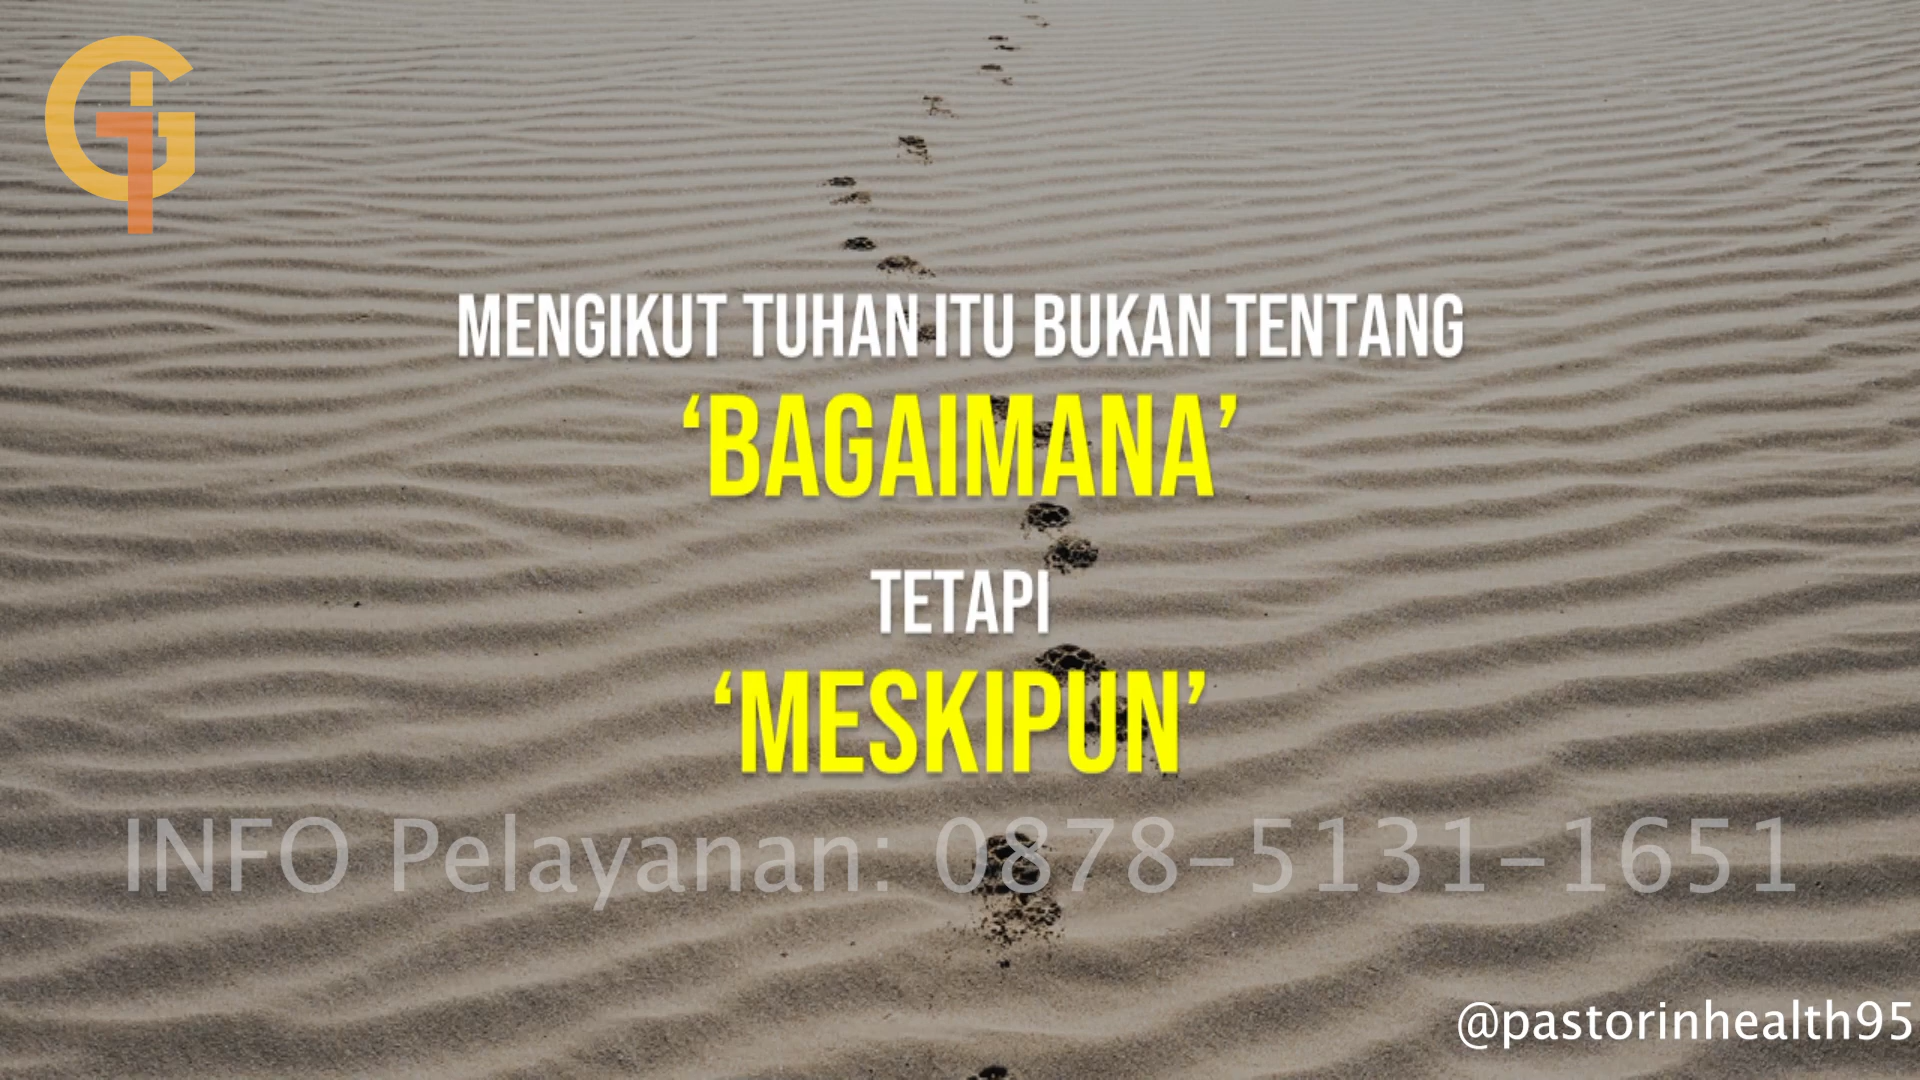 MENGIKUT TUHAN ITU BUKAN TENTANG
‘BAGAIMANA’
TETAPI
‘MESKIPUN’
INFO Pelayanan: 0878-5131-1651
@pastorinhealth95